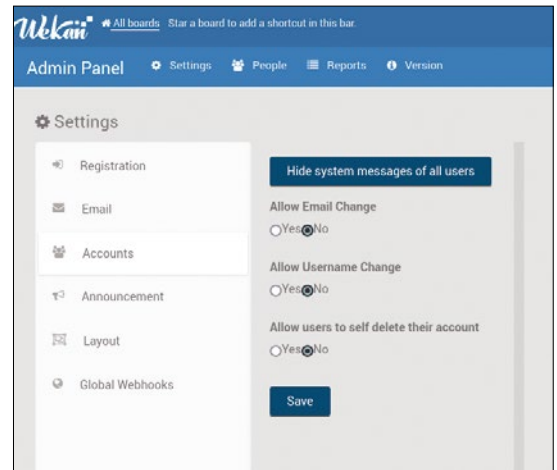 Wekan
All boards Star a board to add a shortcut in this bar.
Admin Panel Settings People Reports Version
Settings
Registration
Email
Accounts
Announcement
Layout
Global Webhooks
Hide system messages of all users
Allow Email Change
Yes No
Allow Username Change
Yes No
Allow users to self delete their account
Yes No
Save